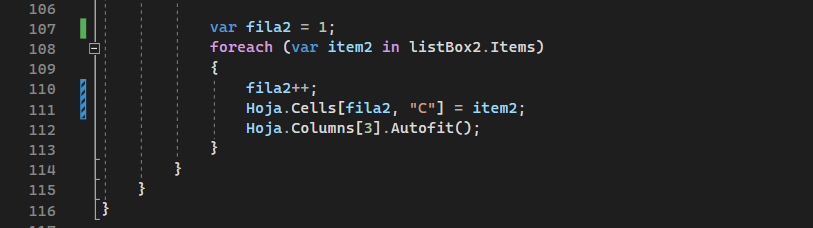 106
107 var fila2 = 1;
108 foreach (var item2 in listBox2.Items)
109 {
110 fila2++;
111 Hoja.Cells[fila2, "C"] = item2;
112 Hoja.Columns[3].Autofit();
113 }
114 }
115 }
116 }
117